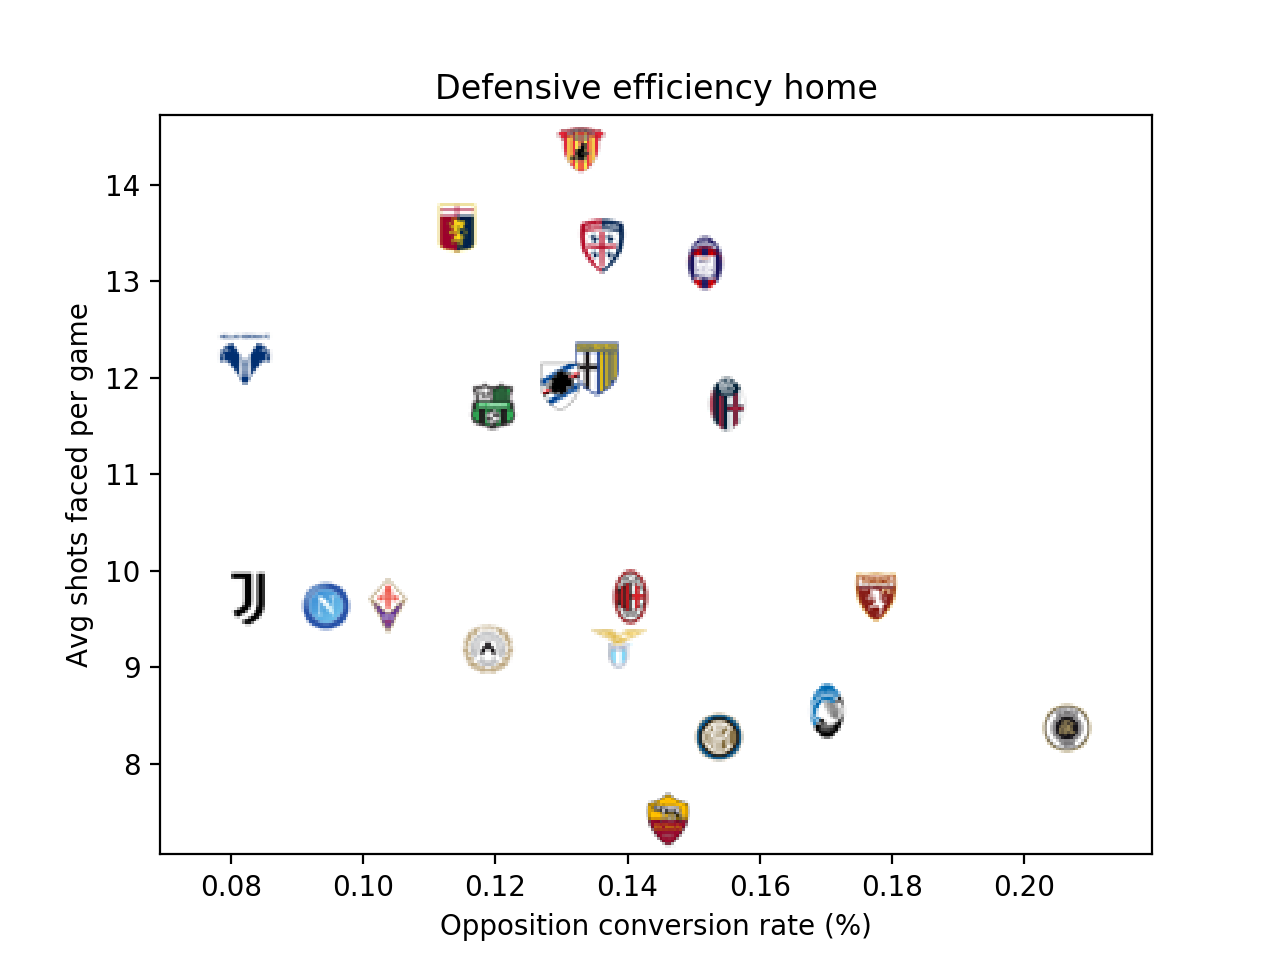 Defensive efficiency home
Avg shots faced per game
14
13
12
11
10
9
8
0.08 0.10 0.12 0.14 0.16 0.18 0.20
Opposition conversion rate (%)
N